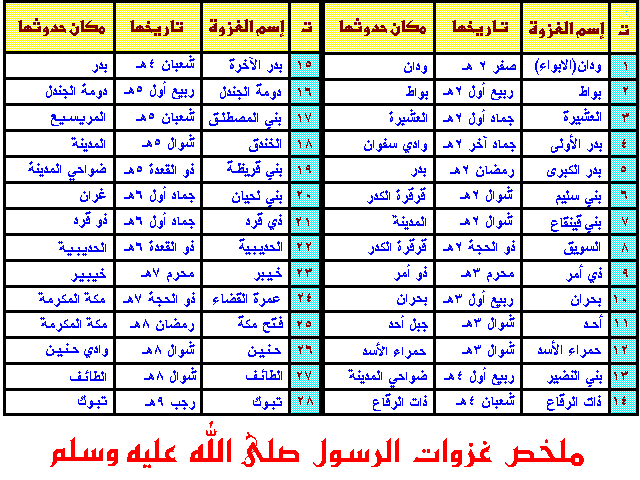 ت إسم الغزوة تاريخها مكان حدوثها ت إسم الغزوة تاريخها مكان حدوثها
١ ودان(الابواء) صفر ٢ هـ ودان ١٥ بدر الآخرة شعبان ٤هـ بدر
٢ بواط ربيع أول ٢هـ بواط ١٦ دومة الجندل ربيع أول ٥هـ دومة الجندل
٣ العشيرة جماد أول ٢هـ العشيرة ١٧ بني المصطلق شعبان ٥هـ المريسيع
٤ بدر الأولى جماد آخر ٢هـ وادي سفوان ١٨ الخندق شوال ٥هـ المدينة
٥ بدر الكبرى رمضان ٢هـ بدر ١٩ بني قريظة ذو القعدة ٥هـ ضواحي المدينة
٦ بني سليم شوال ٢هـ قرقرة الكدر ٢٠ بني لحيان جماد أول ٦هـ غران
٧ بني قينقاع شوال ٢هـ المدينة ٢١ ذي قره جماد أول ٦هـ ذو قره
٨ السويق ذو الحجة ٢هـ قرقرة الكدر ٢٢ الحديبية ذو القعدة ٦هـ الحديبية
٩ ذي أمر محرم ٣هـ ذو أمر ٢٣ خيبر محرم ٧هـ خيبير
١٠ بحران ربيع أول ٣هـ بحران ٢٤ عمرة القضاء ذو الحجة ٧هـ مكة المكرمة
١١ أحد شوال ٣هـ جبل أحد ٢٥ فتح مكة رمضان ٨هـ مكة المكرمة
١٢ حمراء الأسد شوال ٣هـ حمراء الأسد ٢٦ حنين شوال ٨هـ وادي حنين
١٣ بني النضير ربيع أول ٤هـ ضواحي المدينة ٢٧ الطائف شوال ٨هـ الطائف
١٤ ذات الرقاع شعبان ٤هـ ذات الرقاع ٢٨ تبوك رجب ٩هـ تبوك
ملخص غزوات الرسول صلى الله عليه وسلم